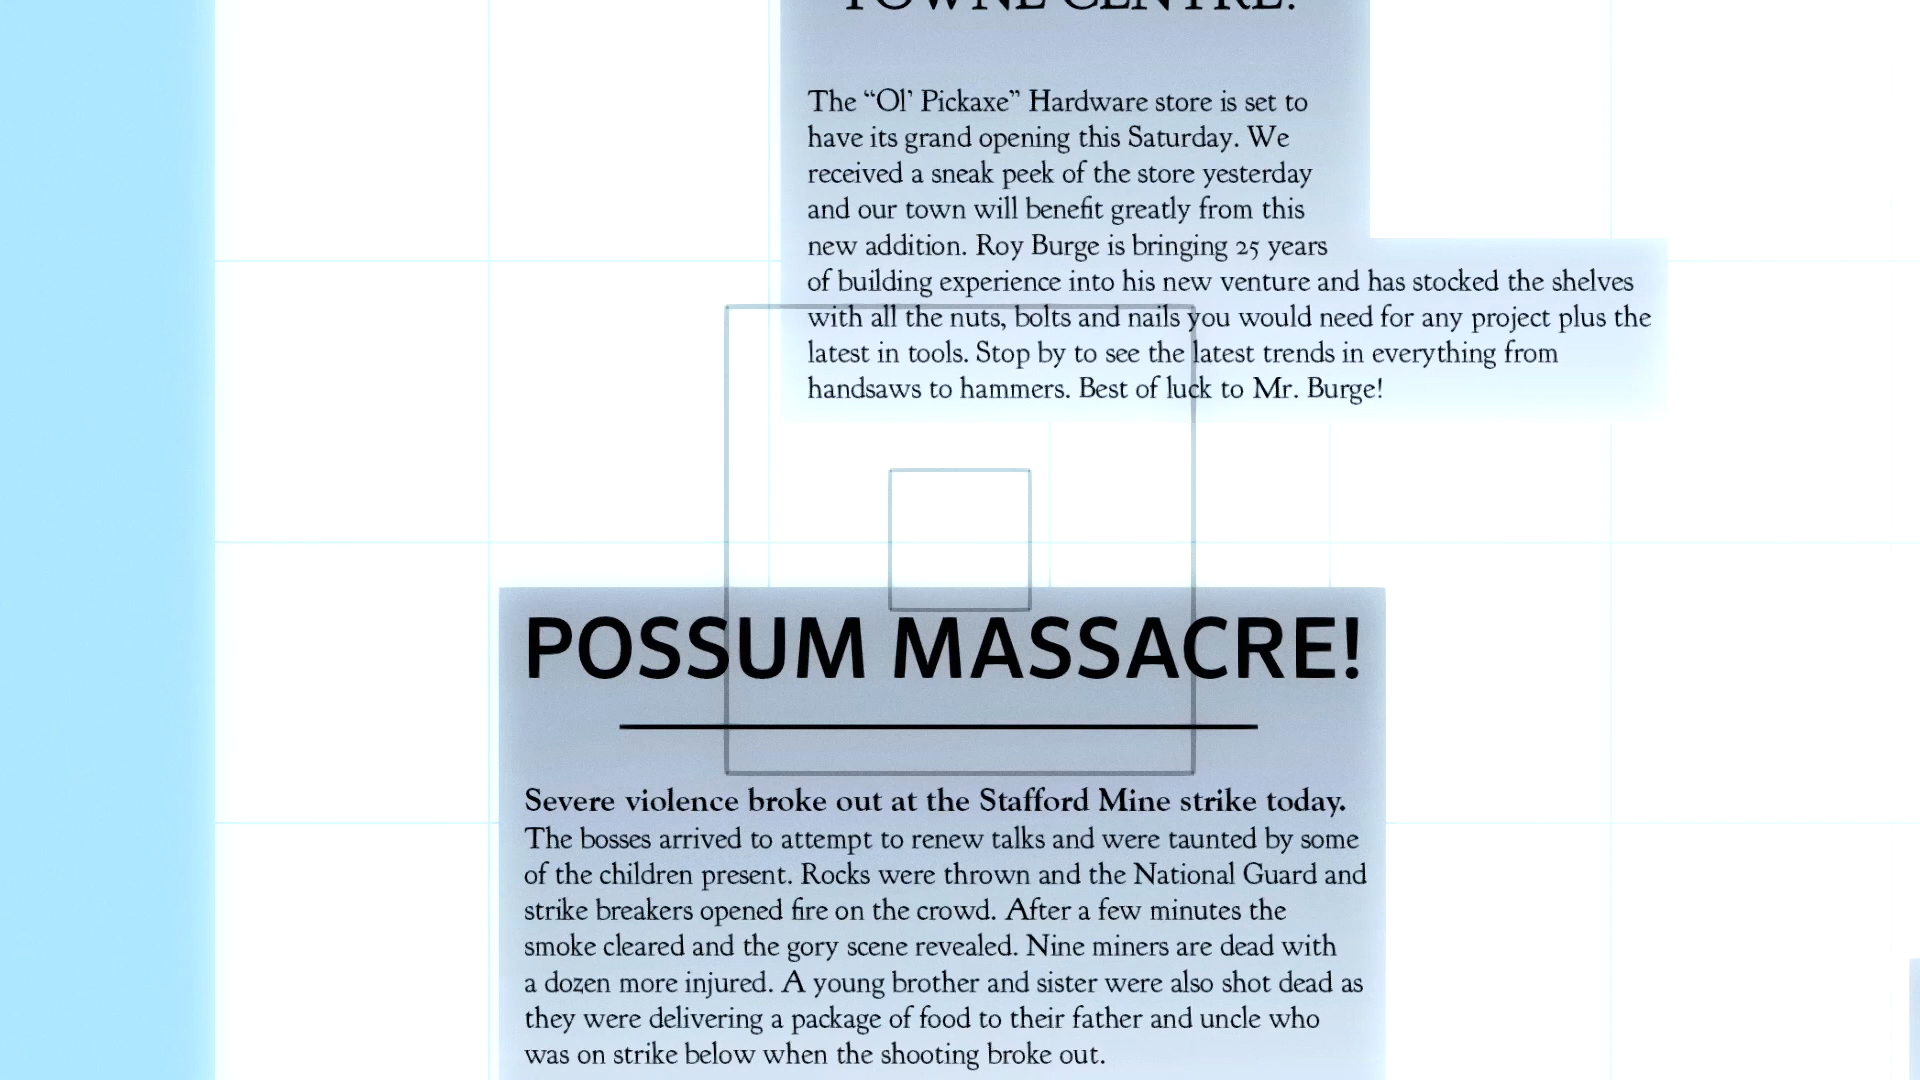 TOWNE CENTRE!
The “Ol’ Pickaxe” Hardware store is set to
have its grand opening this Saturday. We
received a sneak peek of the store yesterday
and our town will benefit greatly from this
new addition. Roy Burge is bringing 25 years
of building experience into his new venture and has stocked the shelves
with all the nuts, bolts and nails you would need for any project plus the
latest in tools. Stop by to see the latest trends in everything from
handsaws to hammers. Best of luck to Mr. Burge!
POSSUM MASSACRE!
Severe violence broke out at the Stafford Mine strike today.
The bosses arrived to attempt to renew talks and were taunted by some
of the children present. Rocks were thrown and the National Guard and
strike breakers opened fire on the crowd. After a few minutes the
smoke cleared and the gory scene revealed. Nine miners are dead with
a dozen more injured. A young brother and sister were also shot dead as
they were delivering a package of food to their father and uncle who
was on strike below when the shooting broke out.